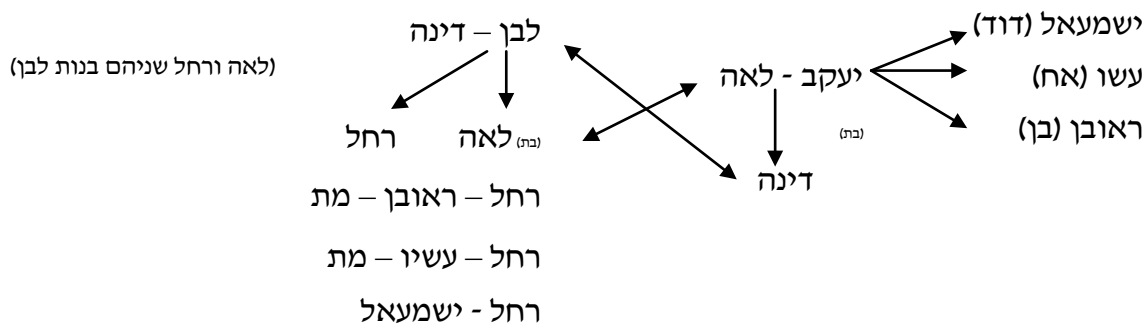 ישמעאל (דוד)
עשו (אח)
ראובן (בן)
יעקב - לאה
(בת)
דינה
לבן – דינה
(לאה ורחל שניהם בנות לבן)
(בת) לאה רחל
רחל – ראובן – מת
רחל – עשיו – מת
רחל - ישמעאל